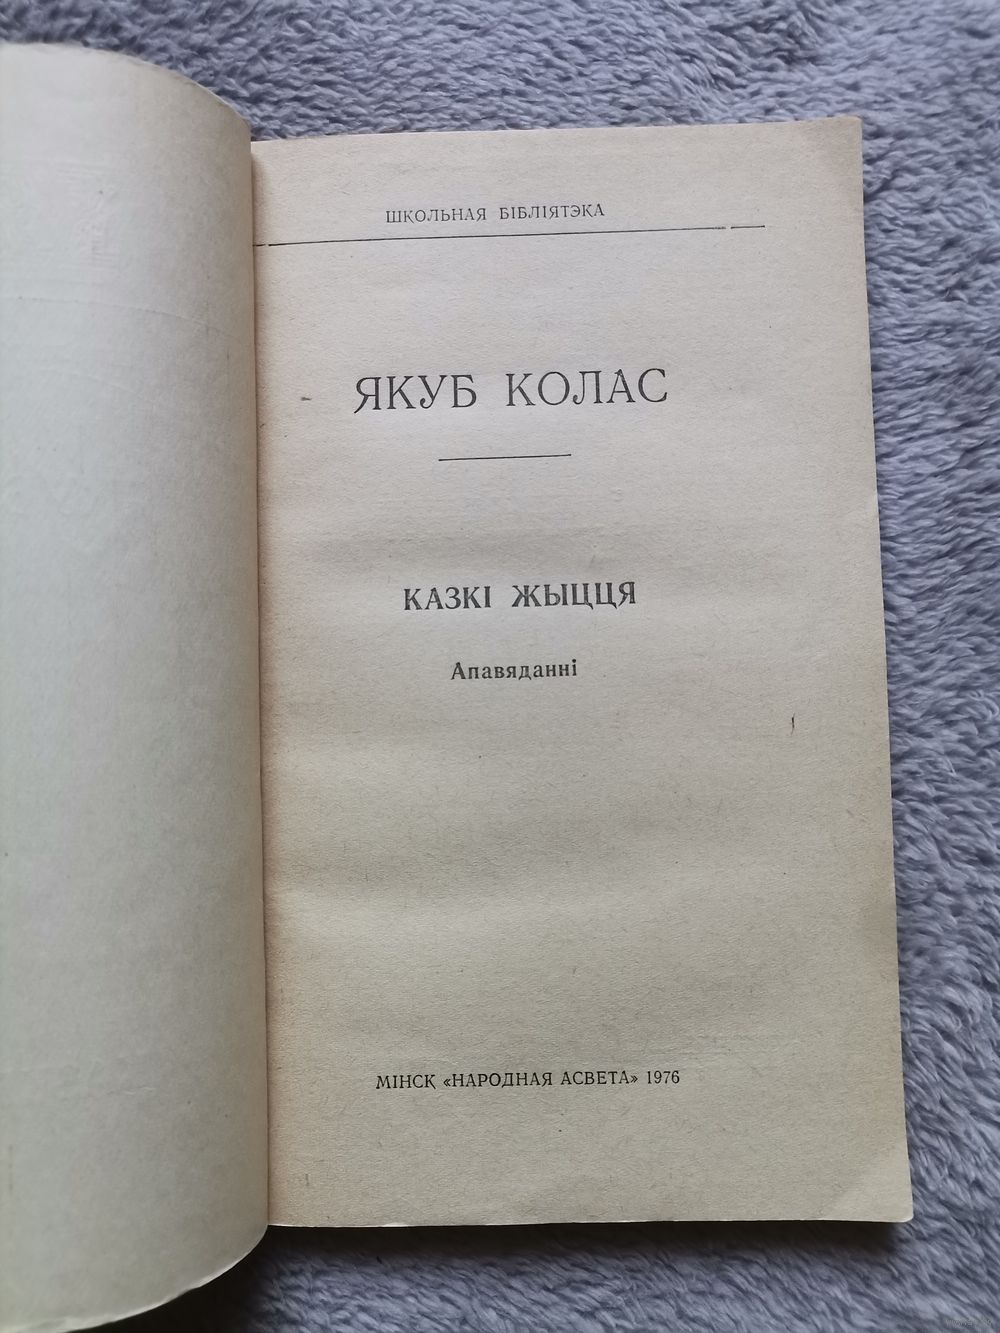 ШКОЛЬНАЯ БІБЛІЯТЭКА
ЯКУБ КОЛАС
КАЗКІ ЖЫЦЦЯ
Апавяданні
МІНСК «НАРОДНАЯ АСВЕТА» 1976